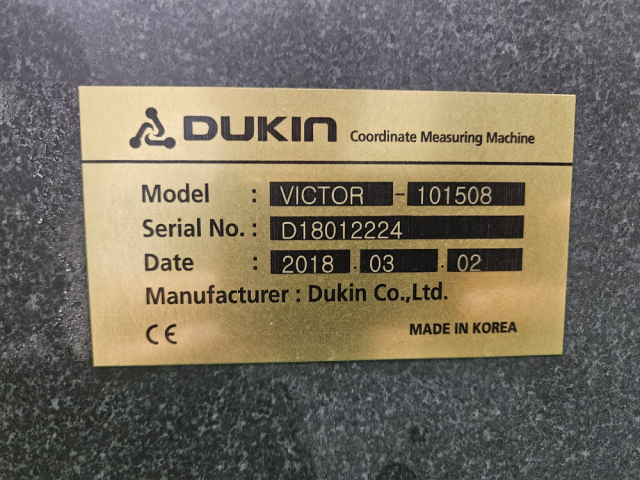 DUKIN Coordinate Measuring Machine
Model : VICTOR - 101508
Serial No. : D18012224
Date : 2018 . 03 . 02
Manufacturer : Dukin Co.,Ltd.
CE MADE IN KOREA